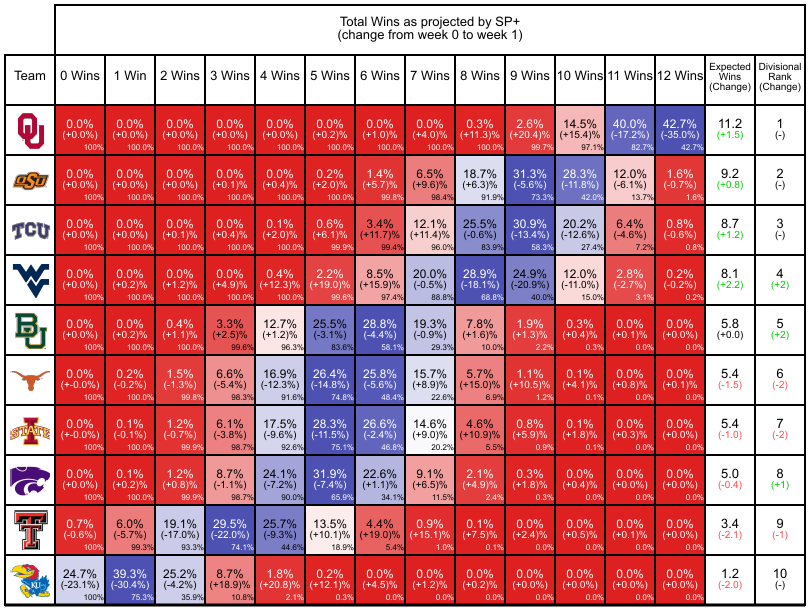 Total Wins as projected by SP+
(change from week 0 to week 1)
Team 0 Wins 1 Win 2 Wins 3 Wins 4 Wins 5 Wins 6 Wins 7 Wins 8 Wins 9 Wins 10 Wins 11 Wins 12 Wins Expected Wins (Change) Divisional Rank (Change)
OU 0.0% 0.0% 0.0% 0.0% 0.0% 0.0% 0.0% 0.0% 0.3% 2.6% 14.5% 40.0% 42.7% 11.2 1
(+0.0%) (+0.0%) (+0.0%) (+0.0%) (+0.0%) (+0.2%) (+1.0%) (+4.0%) (+11.3%) (+20.4%) (+15.4%) (-17.2%) (-35.0%) (+1.5) (-)
100% 100.0% 100.0% 100.0% 100.0% 100.0% 100.0% 100.0% 100.0% 99.7% 97.1% 82.7% 42.7%
OSU 0.0% 0.0% 0.0% 0.0% 0.0% 0.2% 1.4% 6.5% 18.7% 31.3% 28.3% 12.0% 1.6% 9.2 2
(+0.0%) (+0.0%) (+0.0%) (+0.1%) (+0.4%) (+2.0%) (+5.7%) (+9.6%) (+6.3%) (-5.6%) (-11.8%) (-6.1%) (-0.7%) (+0.8) (-)
100% 100.0% 100.0% 100.0% 100.0% 100.0% 99.8% 98.4% 91.9% 73.3% 42.0% 13.7% 1.6%
TCU 0.0% 0.0% 0.0% 0.0% 0.1% 0.6% 3.4% 12.1% 25.5% 30.9% 20.2% 6.4% 0.8% 8.7 3
(+0.0%) (+0.0%) (+0.1%) (+0.4%) (+2.0%) (+6.1%) (+11.7%) (+11.4%) (-0.6%) (-13.4%) (-12.6%) (-4.6%) (-0.6%) (+1.2) (-)
100% 100.0% 100.0% 100.0% 100.0% 99.9% 99.4% 96.0% 83.9% 58.3% 27.4% 7.2% 0.8%
WV 0.0% 0.0% 0.0% 0.0% 0.4% 2.2% 8.5% 20.0% 28.9% 24.9% 12.0% 2.8% 0.2% 8.1 4
(+0.0%) (+0.2%) (+1.2%) (+4.9%) (+12.3%) (+19.0%) (+15.9%) (-0.5%) (-18.1%) (-20.9%) (-11.0%) (-2.7%) (-0.2%) (+2.2) (+2)
100% 100.0% 100.0% 100.0% 100.0% 99.6% 97.4% 88.8% 68.8% 40.0% 15.0% 3.1% 0.2%
BU 0.0% 0.0% 0.4% 3.3% 12.7% 25.5% 28.8% 19.3% 7.8% 1.9% 0.3% 0.0% 0.0% 5.8 5
(+0.0%) (+0.2%) (+1.1%) (+2.5%) (+1.2%) (-3.1%) (-4.4%) (-0.9%) (+1.6%) (+1.3%) (+0.4%) (+0.1%) (+0.0%) (+0.0) (+2)
100% 100.0% 100.0% 99.6% 96.3% 83.6% 58.1% 29.3% 10.0% 2.2% 0.3% 0.0% 0.0%
0.0% 0.1% 1.5% 6.6% 16.9% 26.4% 25.8% 15.7% 5.7% 1.1% 0.1% 0.0% 0.0% 5.4 6
(+-0.0%) (-0.2%) (-1.3%) (-5.4%) (-12.3%) (-14.8%) (-5.6%) (+8.9%) (+15.0%) (+10.5%) (+4.1%) (+0.8%) (+0.1%) (-1.5) (-2)
100% 100.0% 99.8% 98.3% 91.6% 74.8% 48.4% 22.6% 6.9% 1.2% 0.1% 0.0% 0.0%
STATE 0.0% 0.1% 1.2% 6.1% 17.5% 28.3% 26.6% 14.6% 4.6% 0.8% 0.1% 0.0% 0.0% 5.4 7
(+-0.0%) (-0.1%) (-0.7%) (-3.8%) (-9.6%) (-11.5%) (-2.4%) (+9.0%) (+10.9%) (+5.9%) (+1.8%) (+0.3%) (+0.0%) (-1.0) (-2)
100% 100.0% 99.9% 98.7% 92.6% 75.1% 46.8% 20.2% 5.5% 0.9% 0.1% 0.0% 0.0%
0.0% 0.1% 1.2% 8.7% 24.1% 31.9% 22.6% 9.1% 2.1% 0.3% 0.0% 0.0% 0.0% 5.0 8
(+0.0%) (+0.2%) (+0.8%) (-1.1%) (-7.2%) (-7.4%) (+1.1%) (+6.5%) (+4.9%) (+1.8%) (+0.4%) (+0.0%) (+0.0%) (-0.4) (+1)
100% 100.0% 99.9% 98.7% 90.0% 65.9% 34.1% 11.5% 2.4% 0.3% 0.0% 0.0% 0.0%
T 0.7% 6.0% 19.1% 29.5% 25.7% 13.5% 4.4% 0.9% 0.1% 0.0% 0.0% 0.0% 0.0% 3.4 9
(-0.6%) (-5.7%) (-17.0%) (-22.0%) (-9.3%) (+10.1%) (+19.0%) (+15.1%) (+7.5%) (+2.4%) (+0.5%) (+0.1%) (+0.0%) (-2.1) (-1)
100% 99.3% 93.3% 74.1% 44.6% 18.9% 5.4% 1.0% 0.1% 0.0% 0.0% 0.0% 0.0%
KU 24.7% 39.3% 25.2% 8.7% 1.8% 0.2% 0.0% 0.0% 0.0% 0.0% 0.0% 0.0% 0.0% 1.2 10
(-23.1%) (-30.4%) (-4.2%) (+18.9%) (+20.8%) (+12.1%) (+4.5%) (+1.2%) (+0.2%) (+0.0%) (+0.0%) (+0.0%) (+0.0%) (-2.0) (-)
100% 75.3% 35.9% 10.8% 2.1% 0.3% 0.0% 0.0% 0.0% 0.0% 0.0% 0.0% 0.0%